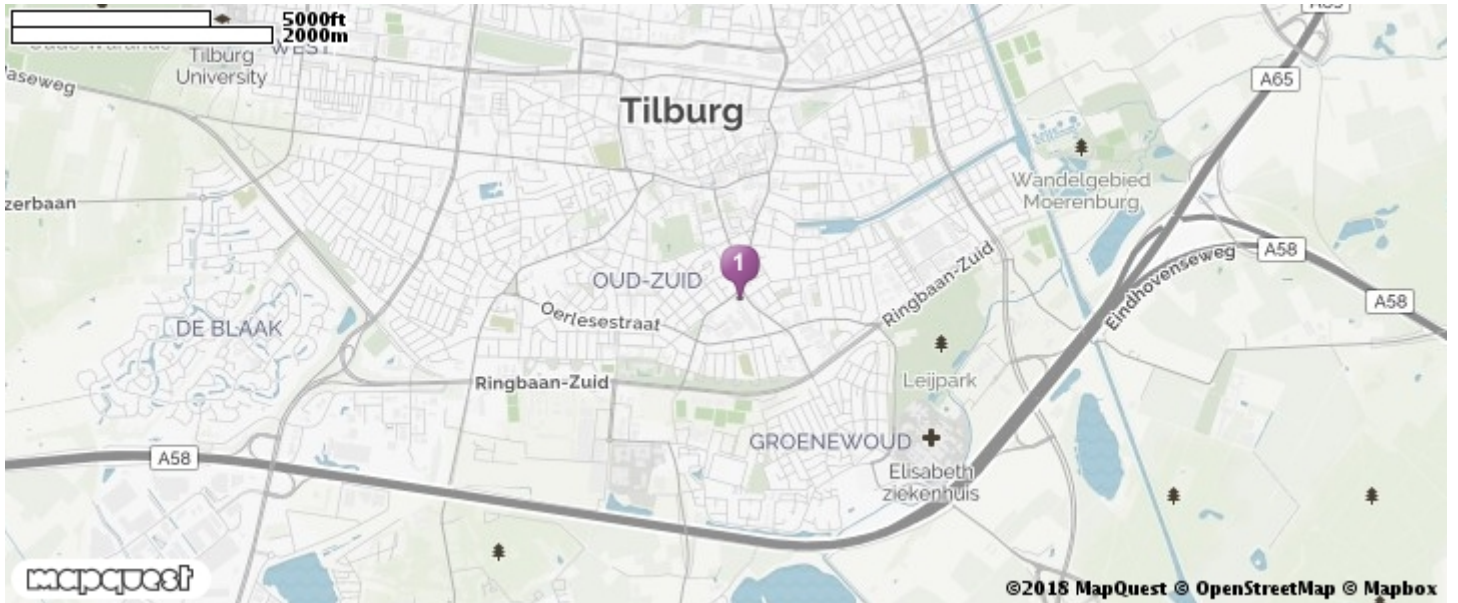 5000ft
2000m
WEST
Tilburg
University
Tilburg
A65
Wandelgebied
Moerenburg
zerbaan
A58
Eindhovenseweg
A58
1
OUD-ZUID
Ringbaan-Zuid
Oerlesestraat
DE BLAAK
Leijpark
Ringbaan-Zuid
GROENEWOUD
A58
Elisabeth
ziekenhuis
mapquest
©2018 MapQuest © OpenStreetMap © Mapbox